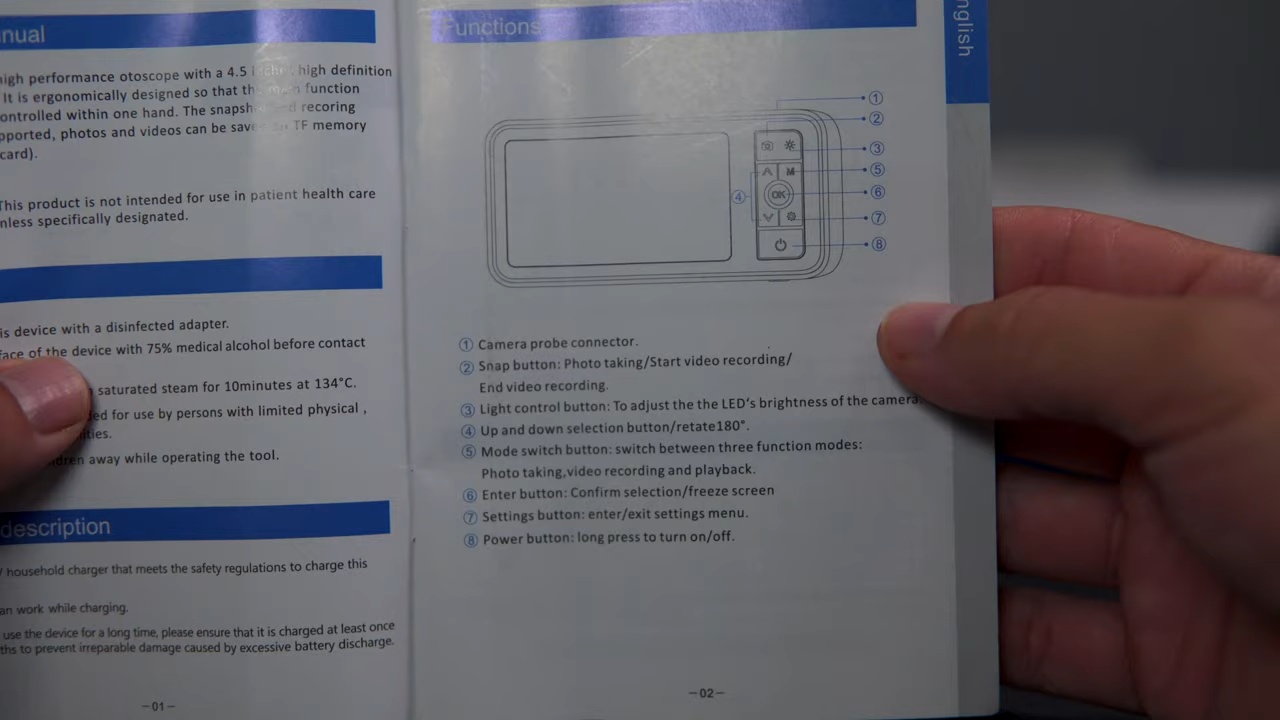 nual
high performance otoscope with a 4.5 high definition
It is ergonomically designed so that the function
ontrolled within one hand. The recoring
pported, photos and videos can be TF memory
card).
This product is not intended for use in patient health care
nless specifically designated.
is device with a disinfected adapter.
face of the device with 75% medical alcohol before contact
saturated steam for 10minutes at 134°C.
ded for use by persons with limited physical ,
ties.
ldren away while operating the tool.
description
/ household charger that meets the safety regulations to charge this
an work while charging.
use the device for a long time, please ensure that it is charged at least once
ths to prevent irreparable damage caused by excessive battery discharge.
—01—
Functions
nglish
①
②
③
④
⑤
M
⑥
OK
⑦
⑧
① Camera probe connector.
② Snap button: Photo taking/Start video recording/
End video recording.
③ Light control button: To adjust the the LED's brightness of the camera.
④ Up and down selection button/retate180°.
⑤ Mode switch button: switch between three function modes:
Photo taking,video recording and playback.
⑥ Enter button: Confirm selection/freeze screen
⑦ Settings button: enter/exit settings menu.
⑧ Power button: long press to turn on/off.
—02—